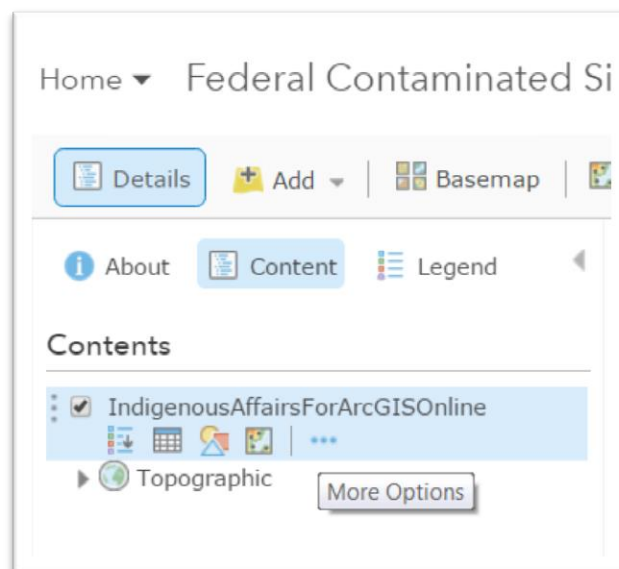 Home Federal Contaminated Si
Details Add Basemap
About Content Legend
Contents
IndigenousAffairsForArcGISOnline
Topographic
More Options